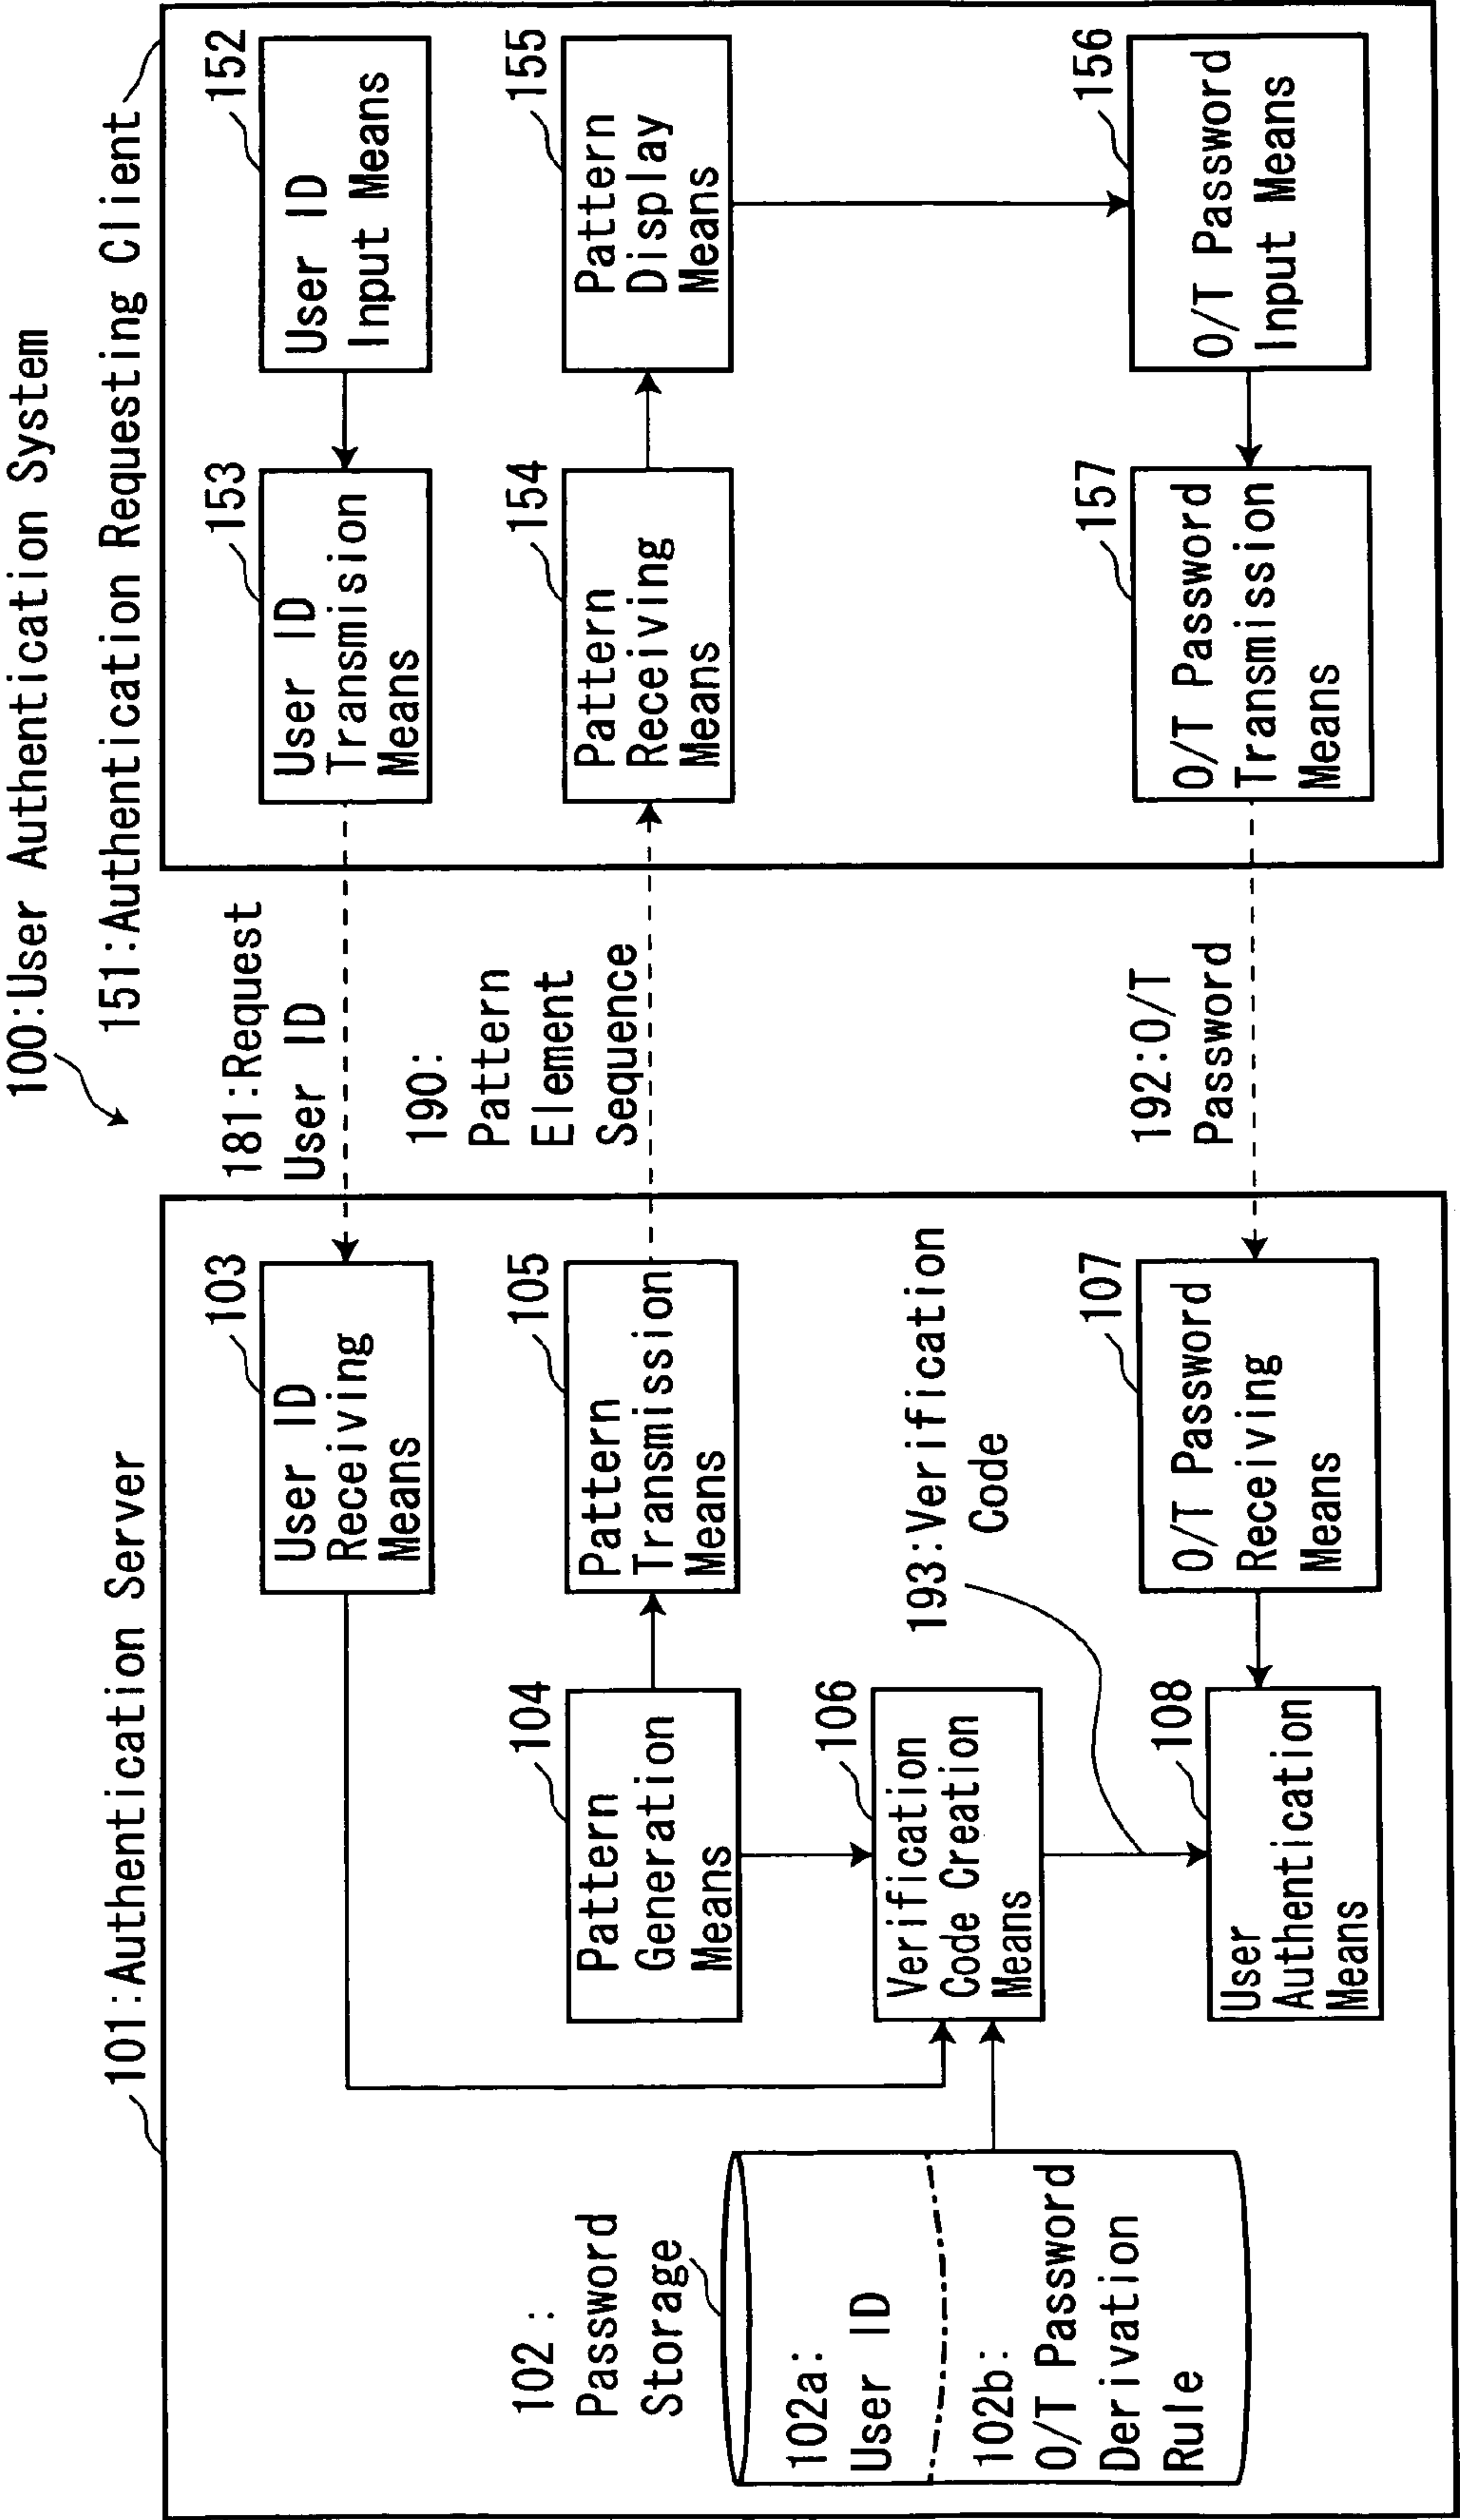 100:User Authentication System
101:Authentication Server
151:Authentication Requesting Client
103
User ID
Receiving
Means
181:Request
User ID
153
User ID
Transmision
Means
152
User ID
Input Means
102:
Password
Storage
102a:
User ID
102b:
O/T Password
Derivation
Rule
104
Pattern
Generation
Means
105
Pattern
Transmission
Means
190:
Pattern
Element
Sequence
154
Pattern
Receiving
Means
155
Pattern
Display
Means
106
Verification
Code Creation
Means
193:Verification
Code
108
User
Authentication
Means
107
O/T Password
Receiving
Means
192:O/T
Password
157
O/T Password
Transmission
Means
156
O/T Password
Input Means